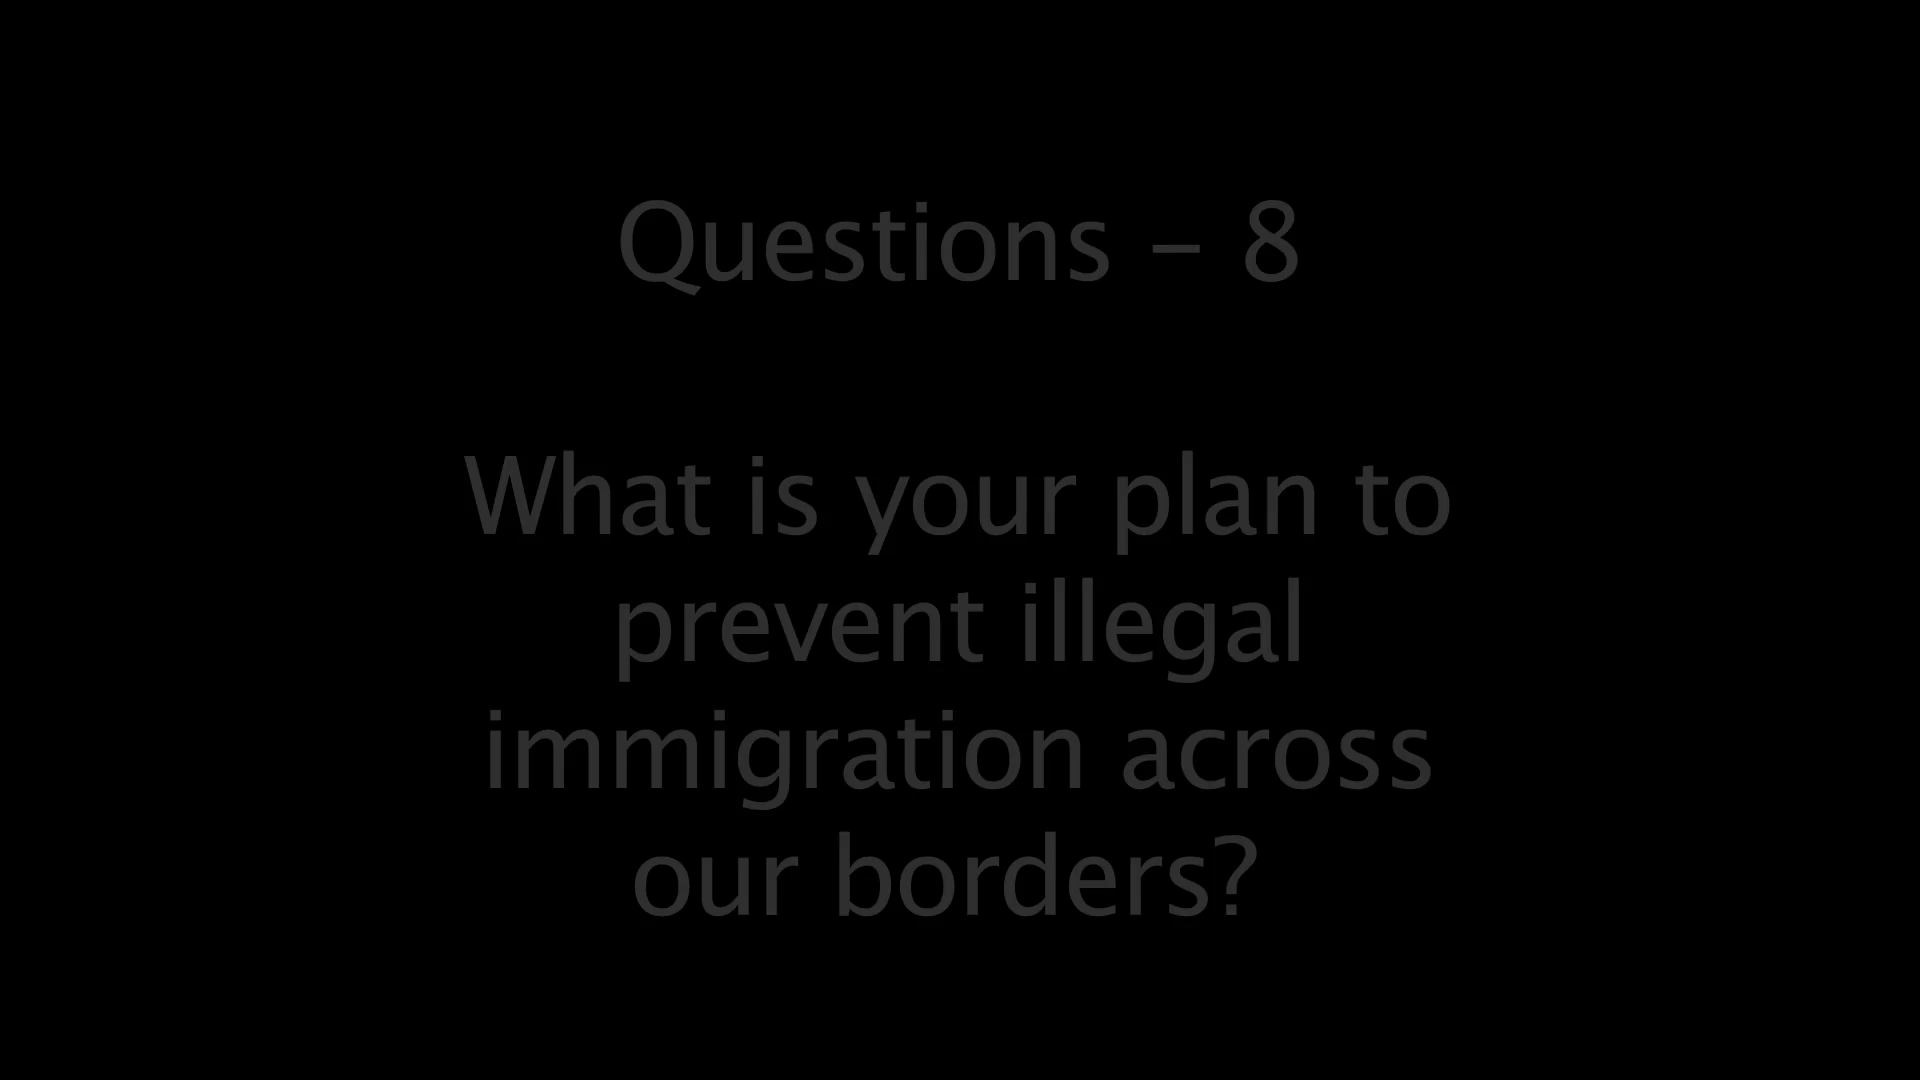 Questions – 8
What is your plan to
prevent illegal
immigration across
our borders?